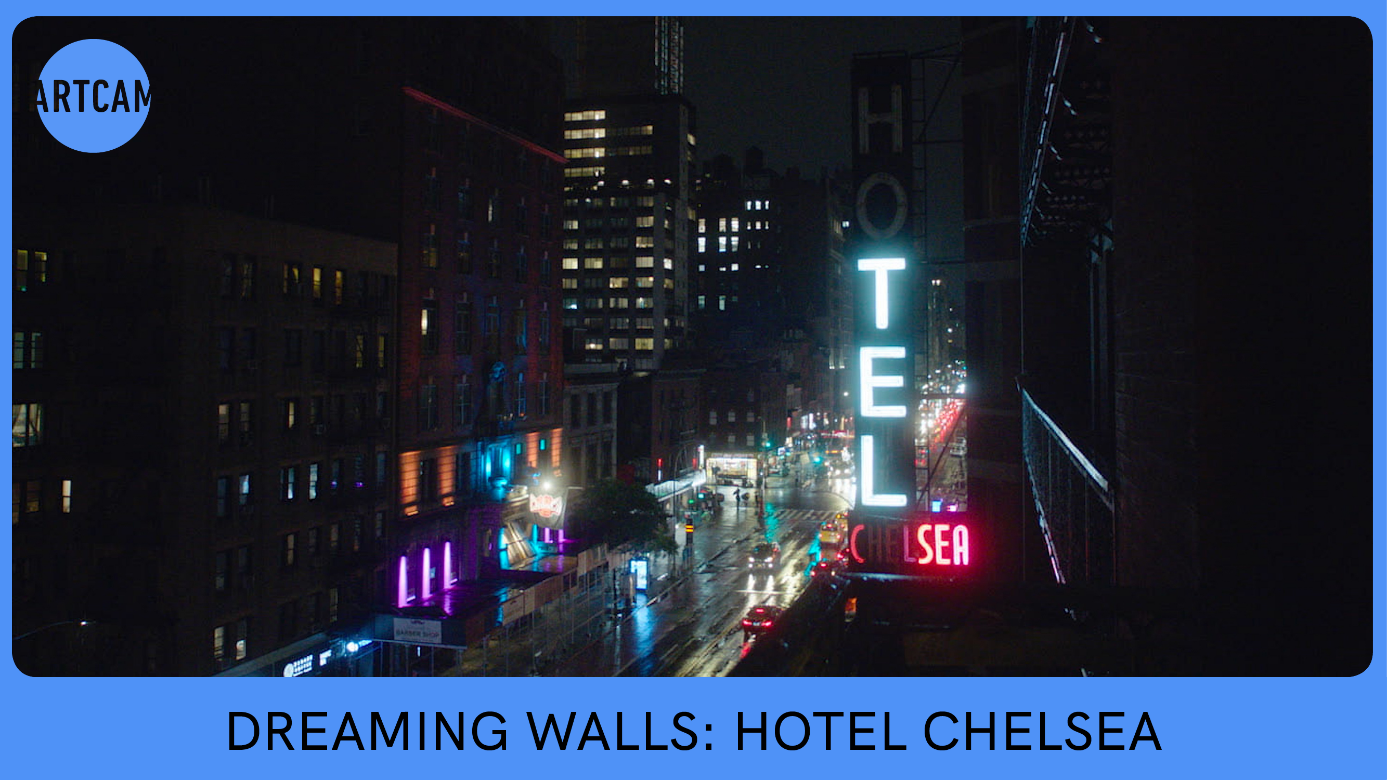 ARTCAM
HOTEL
CHELSEA
BARBER SHOP
DREAMING WALLS: HOTEL CHELSEA